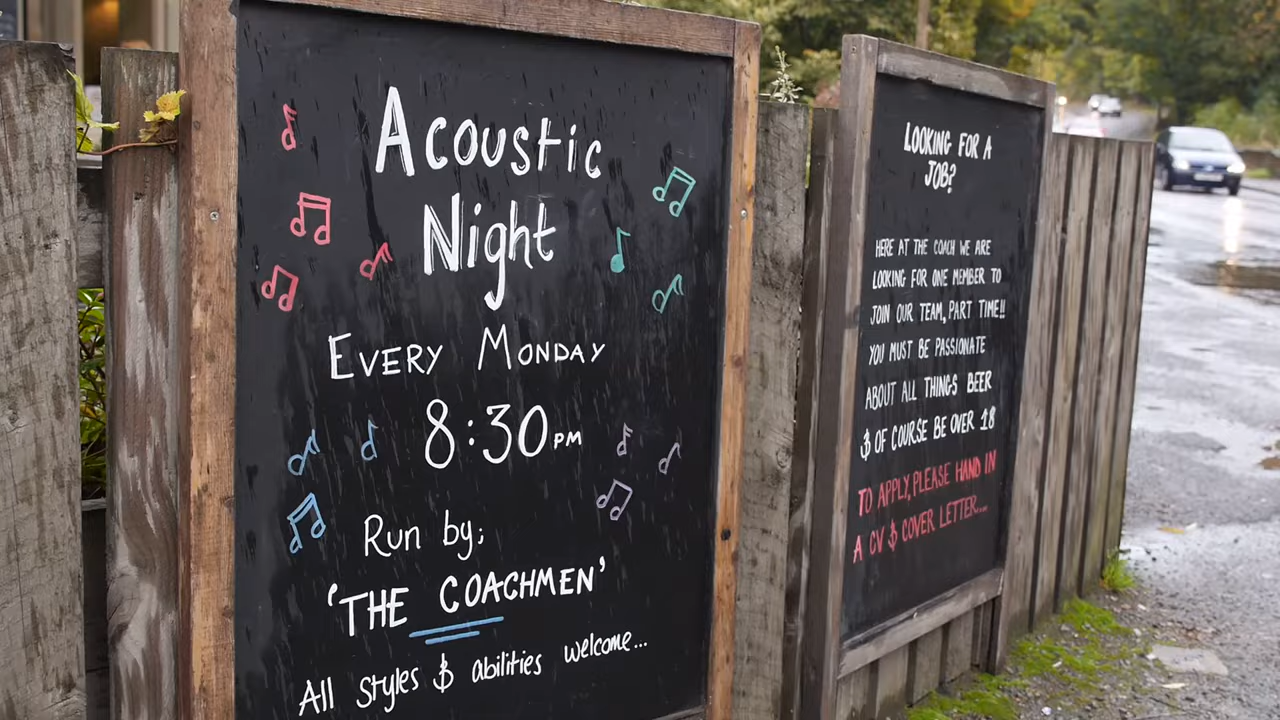 Acoustic
Night
EVERY MONDAY
8:30PM
Run by;
'THE COACHMEN'
All styles & abilities welcome...
LOOKING FOR A
JOB?
HERE AT THE COACH WE ARE
LOOKING FOR ONE MEMBER TO
JOIN OUR TEAM, PART TIME!!
YOU MUST BE PASSIONATE
ABOUT ALL THINGS BEER
& OF COURSE BE OVER 18
TO APPLY, PLEASE HAND IN
A CV & COVER LETTER...